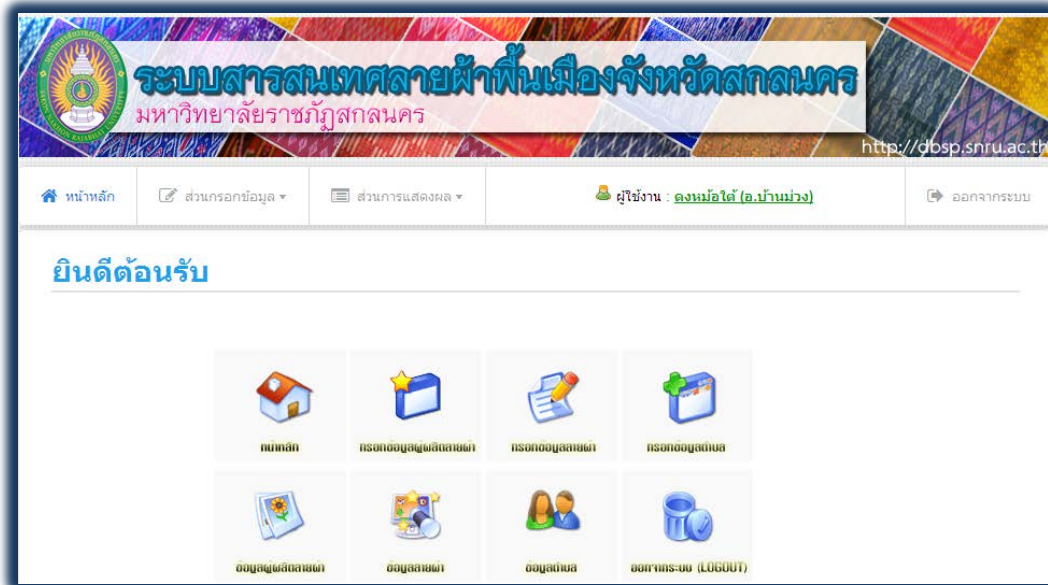 ระบบสารสนเทศลายผ้าพื้นเมืองจังหวัดสกลนคร
มหาวิทยาลัยราชภัฏสกลนคร
http://dbsp.snru.ac.th
หน้าหลัก ส่วนกรอกข้อมูล ส่วนการแสดงผล ผู้ใช้งาน : ดงหม้อใต้ (อ.บ้านม่วง) ออกจากระบบ
ยินดีต้อนรับ
หน้าหลัก กรอกข้อมูลผู้ผลิตลายผ้า กรอกข้อมูลลายผ้า กรอกข้อมูลตำบล
ข้อมูลผู้ผลิตลายผ้า ข้อมูลลายผ้า ข้อมูลตำบล ออกจากระบบ (LOGOUT)